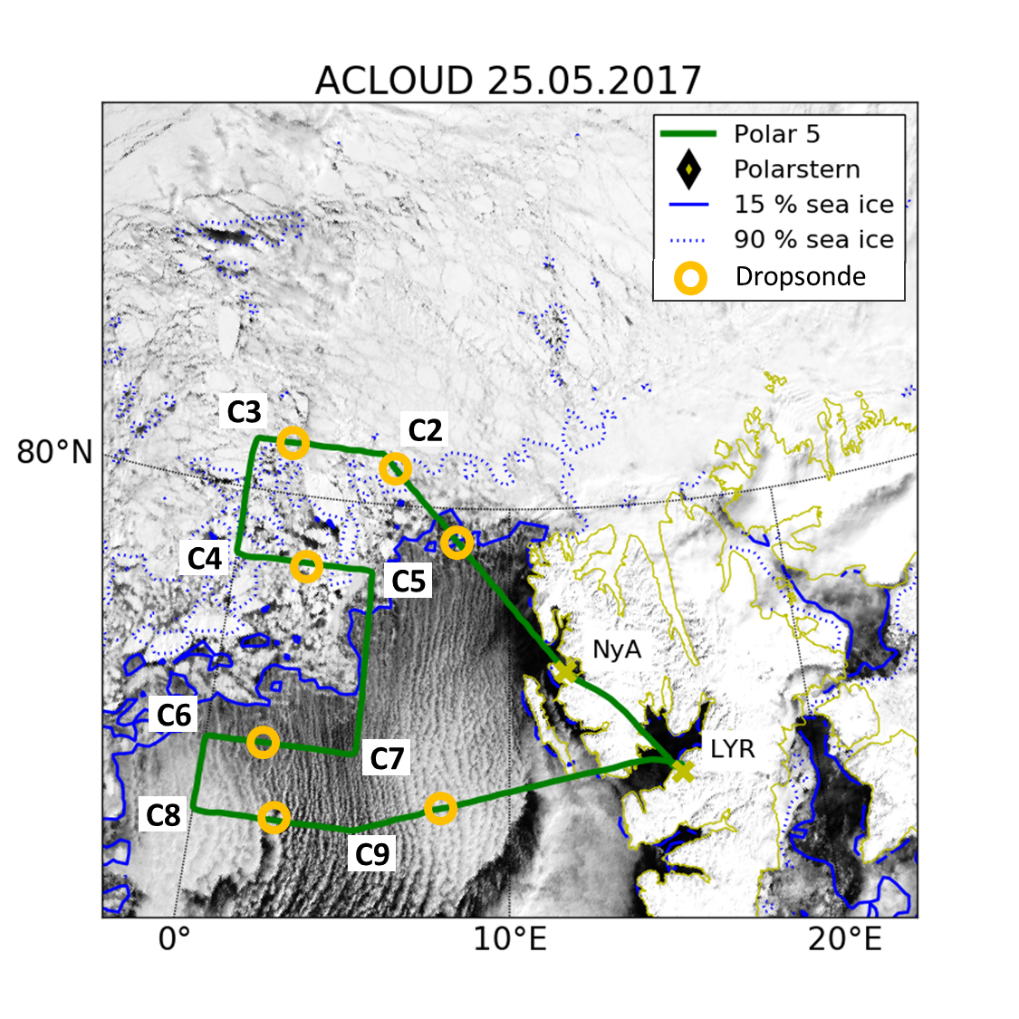 ACLOUD 25.05.2017
Polar 5
Polarstern
15 % sea ice
90 % sea ice
Dropsonde
C3
C2
80°N
C4
C5
NyA
C6
LYR
C7
C8
C9
0°
10°E
20°E